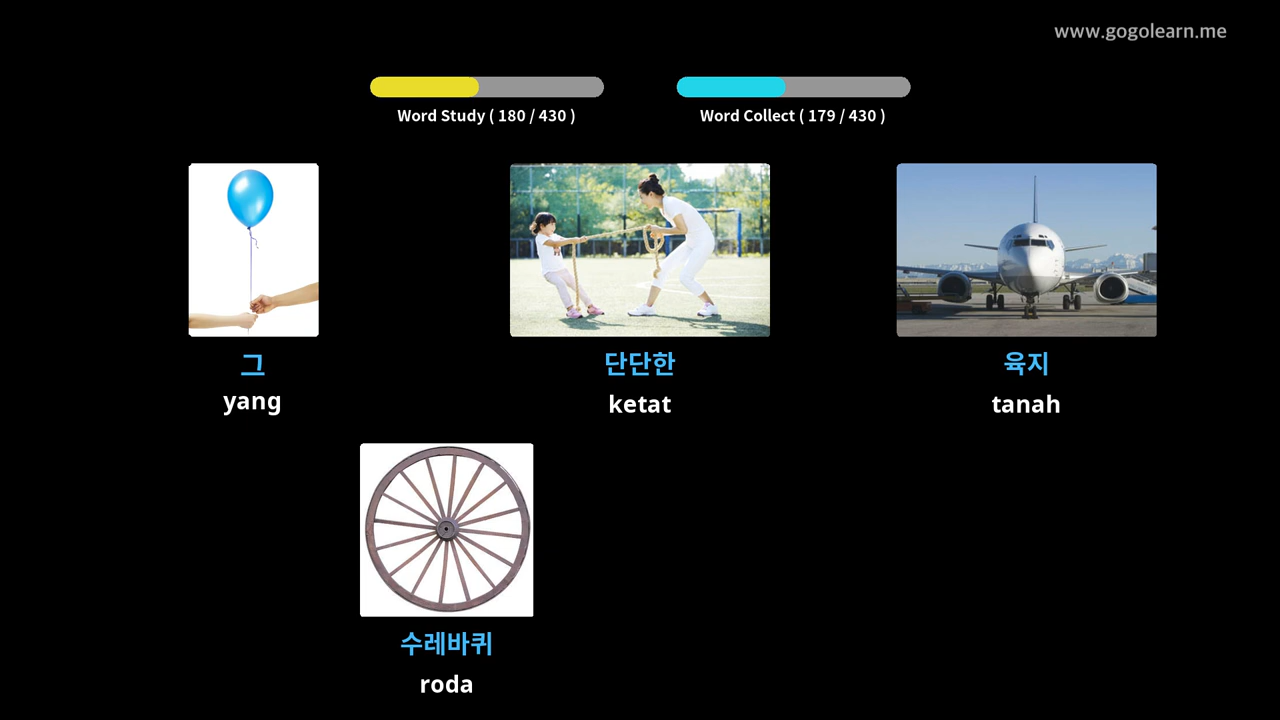 www.gogolearn.me
Word Study ( 180 / 430 )
Word Collect ( 179 / 430 )
그
yang
단단한
ketat
육지
tanah
수레바퀴
roda